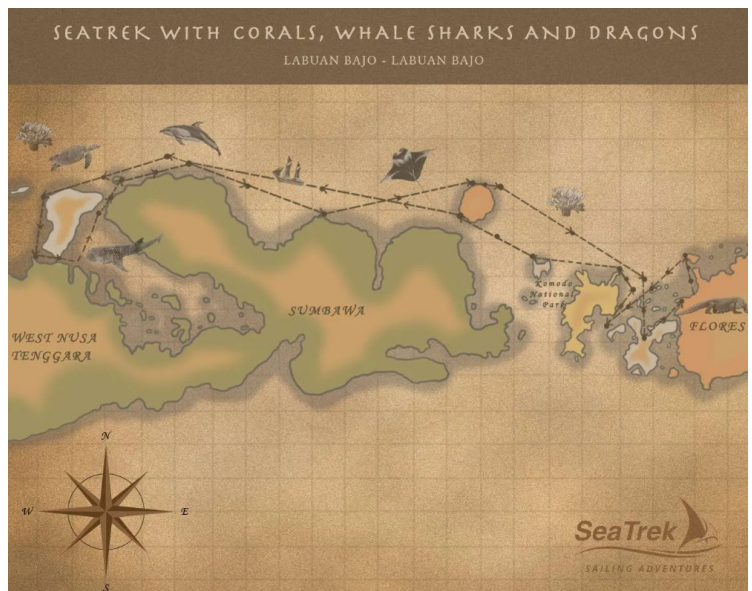 SEATREK WITH CORALS, WHALE SHARKS AND DRAGONS
LABUAN BAJO - LABUAN BAJO
Komodo
National
Park
SUMBAWA
FLORES
WEST NUSA
TENGGARA
N
W
E
S
SeaTrek
SAILING ADVENTURES